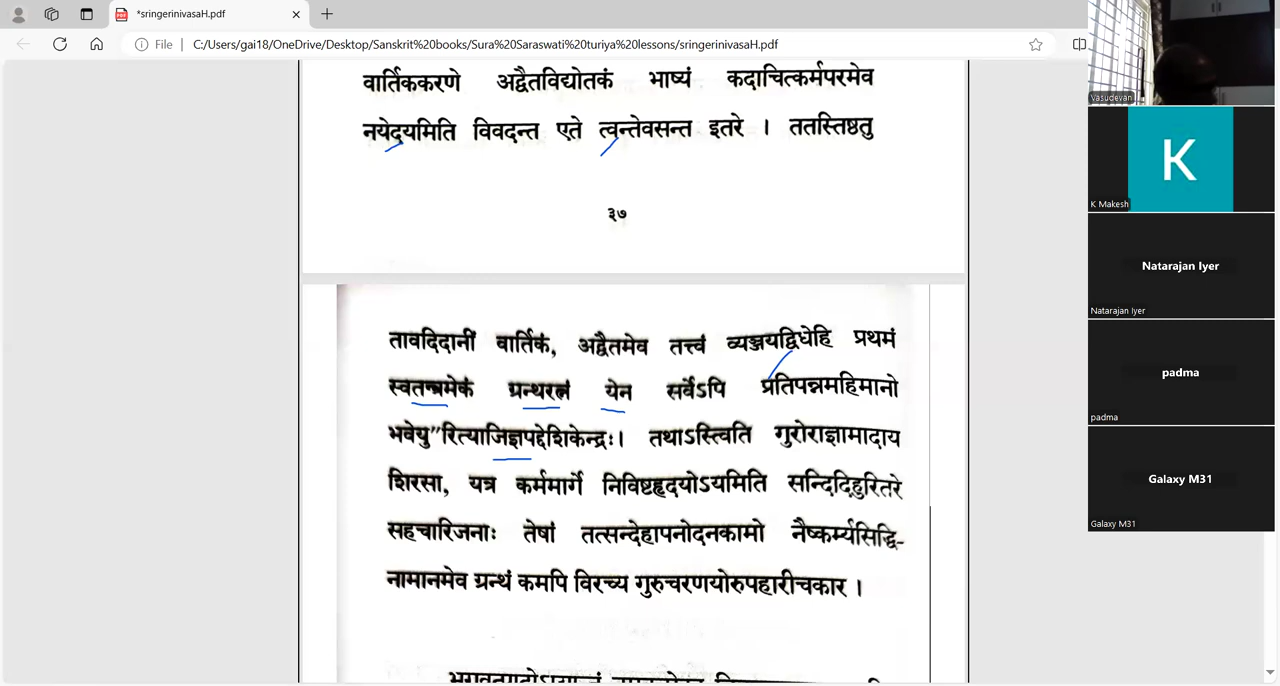 *sringerinivasaH.pdf
File | C:/Users/gai18/OneDrive/Desktop/Sanskrit%20books/Sura%20Saraswati%20turiya%20lessons/sringerinivasaH.pdf
वार्तिककरणे अद्वैतविद्योतकं भाष्यं कदाचित्कर्मपरमेव
नयेदयमिति विवदन्त एते त्वन्तेवसन्त इतरे । ततस्तिष्ठतु
३७
तावदिदानीं वार्तिकं, अद्वैतमेव तत्त्वं व्यञ्जयद्विधेहि प्रथमं
स्वतन्त्रमेकं ग्रन्थरत्नं येन सर्वेऽपि प्रतिपन्नमहिमानो
भवेयु”रित्याजिज्ञपद्देशिकेन्द्रः। तथाऽस्त्विति गुरोराज्ञामादाय
शिरसा, यत्र कर्ममार्गे निविष्टहृदयोऽयमिति सन्दिदिहुरितरे
सहचारिजनाः तेषां तत्सन्देहापनोदनकामो नैष्कर्म्यसिद्धि-
नामानमेव ग्रन्थं कमपि विरच्य गुरुचरणयोरुपहारीचकार ।
Vasudevan
K
K Makesh
Natarajan Iyer
Natarajan Iyer
padma
padma
Galaxy M31
Galaxy M31